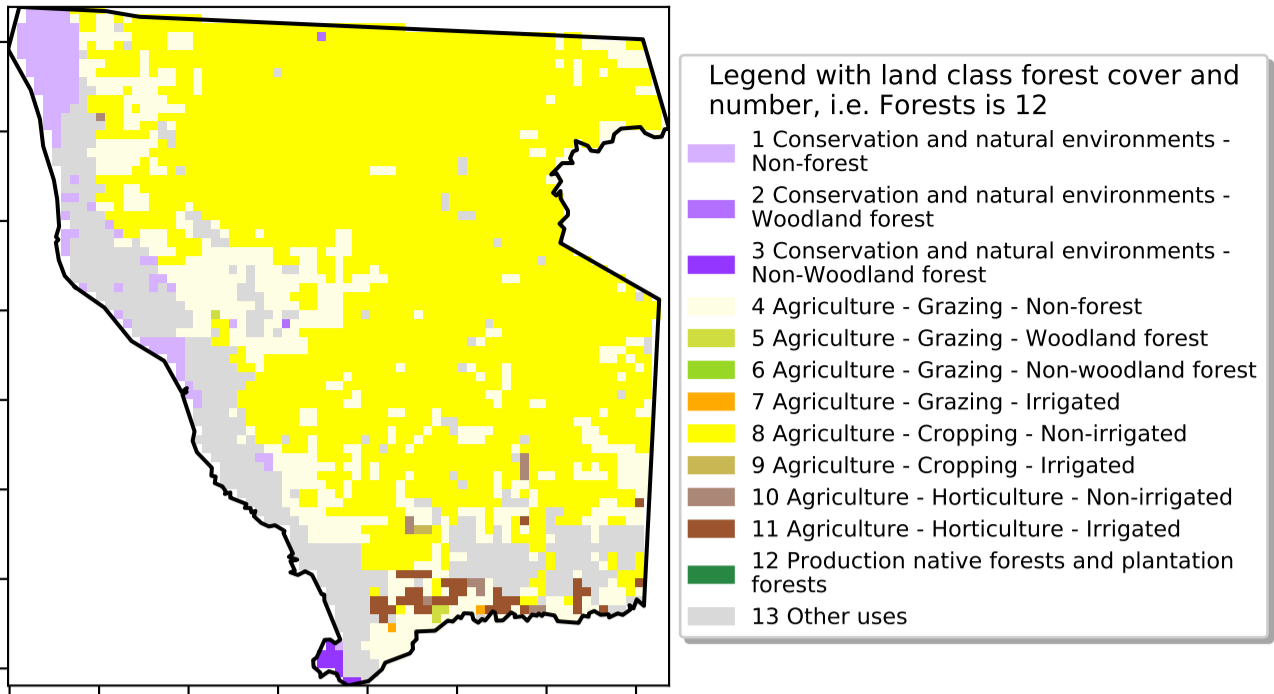 Legend with land class forest cover and
number, i.e. Forests is 12
1 Conservation and natural environments -
Non-forest
2 Conservation and natural environments -
Woodland forest
3 Conservation and natural environments -
Non-Woodland forest
4 Agriculture - Grazing - Non-forest
5 Agriculture - Grazing - Woodland forest
6 Agriculture - Grazing - Non-woodland forest
7 Agriculture - Grazing - Irrigated
8 Agriculture - Cropping - Non-irrigated
9 Agriculture - Cropping - Irrigated
10 Agriculture - Horticulture - Non-irrigated
11 Agriculture - Horticulture - Irrigated
12 Production native forests and plantation
forests
13 Other uses